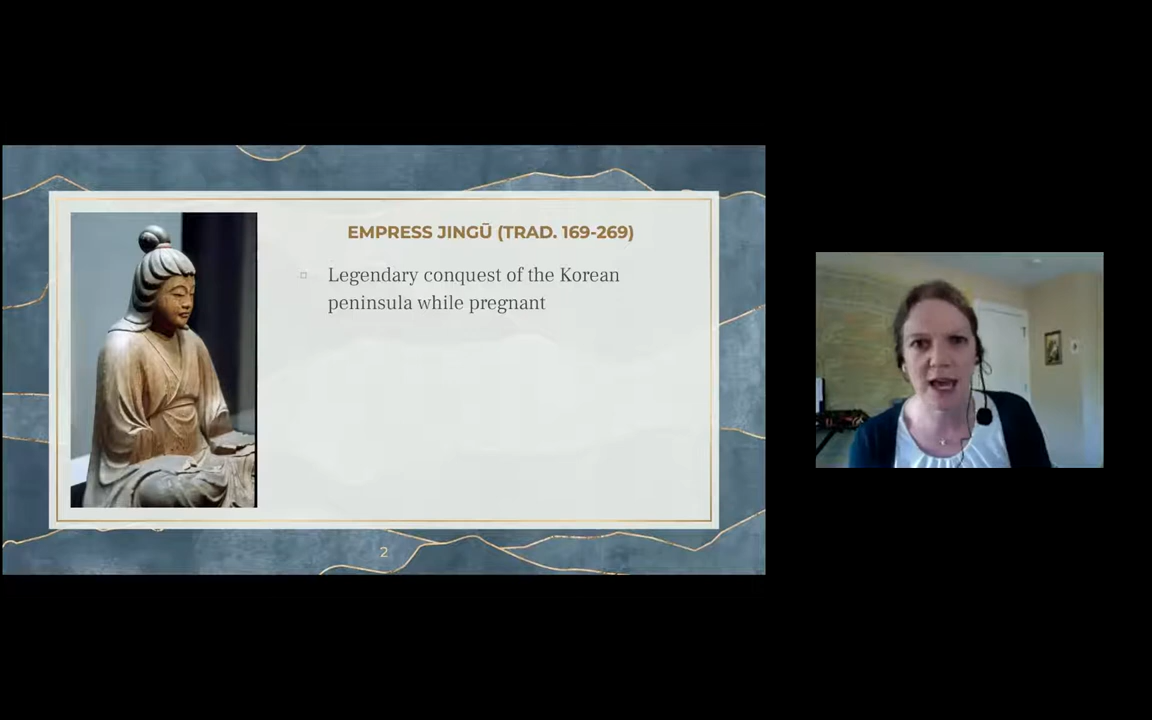 EMPRESS JINGŪ (TRAD. 169-269)
▫ Legendary conquest of the Korean
peninsula while pregnant
2